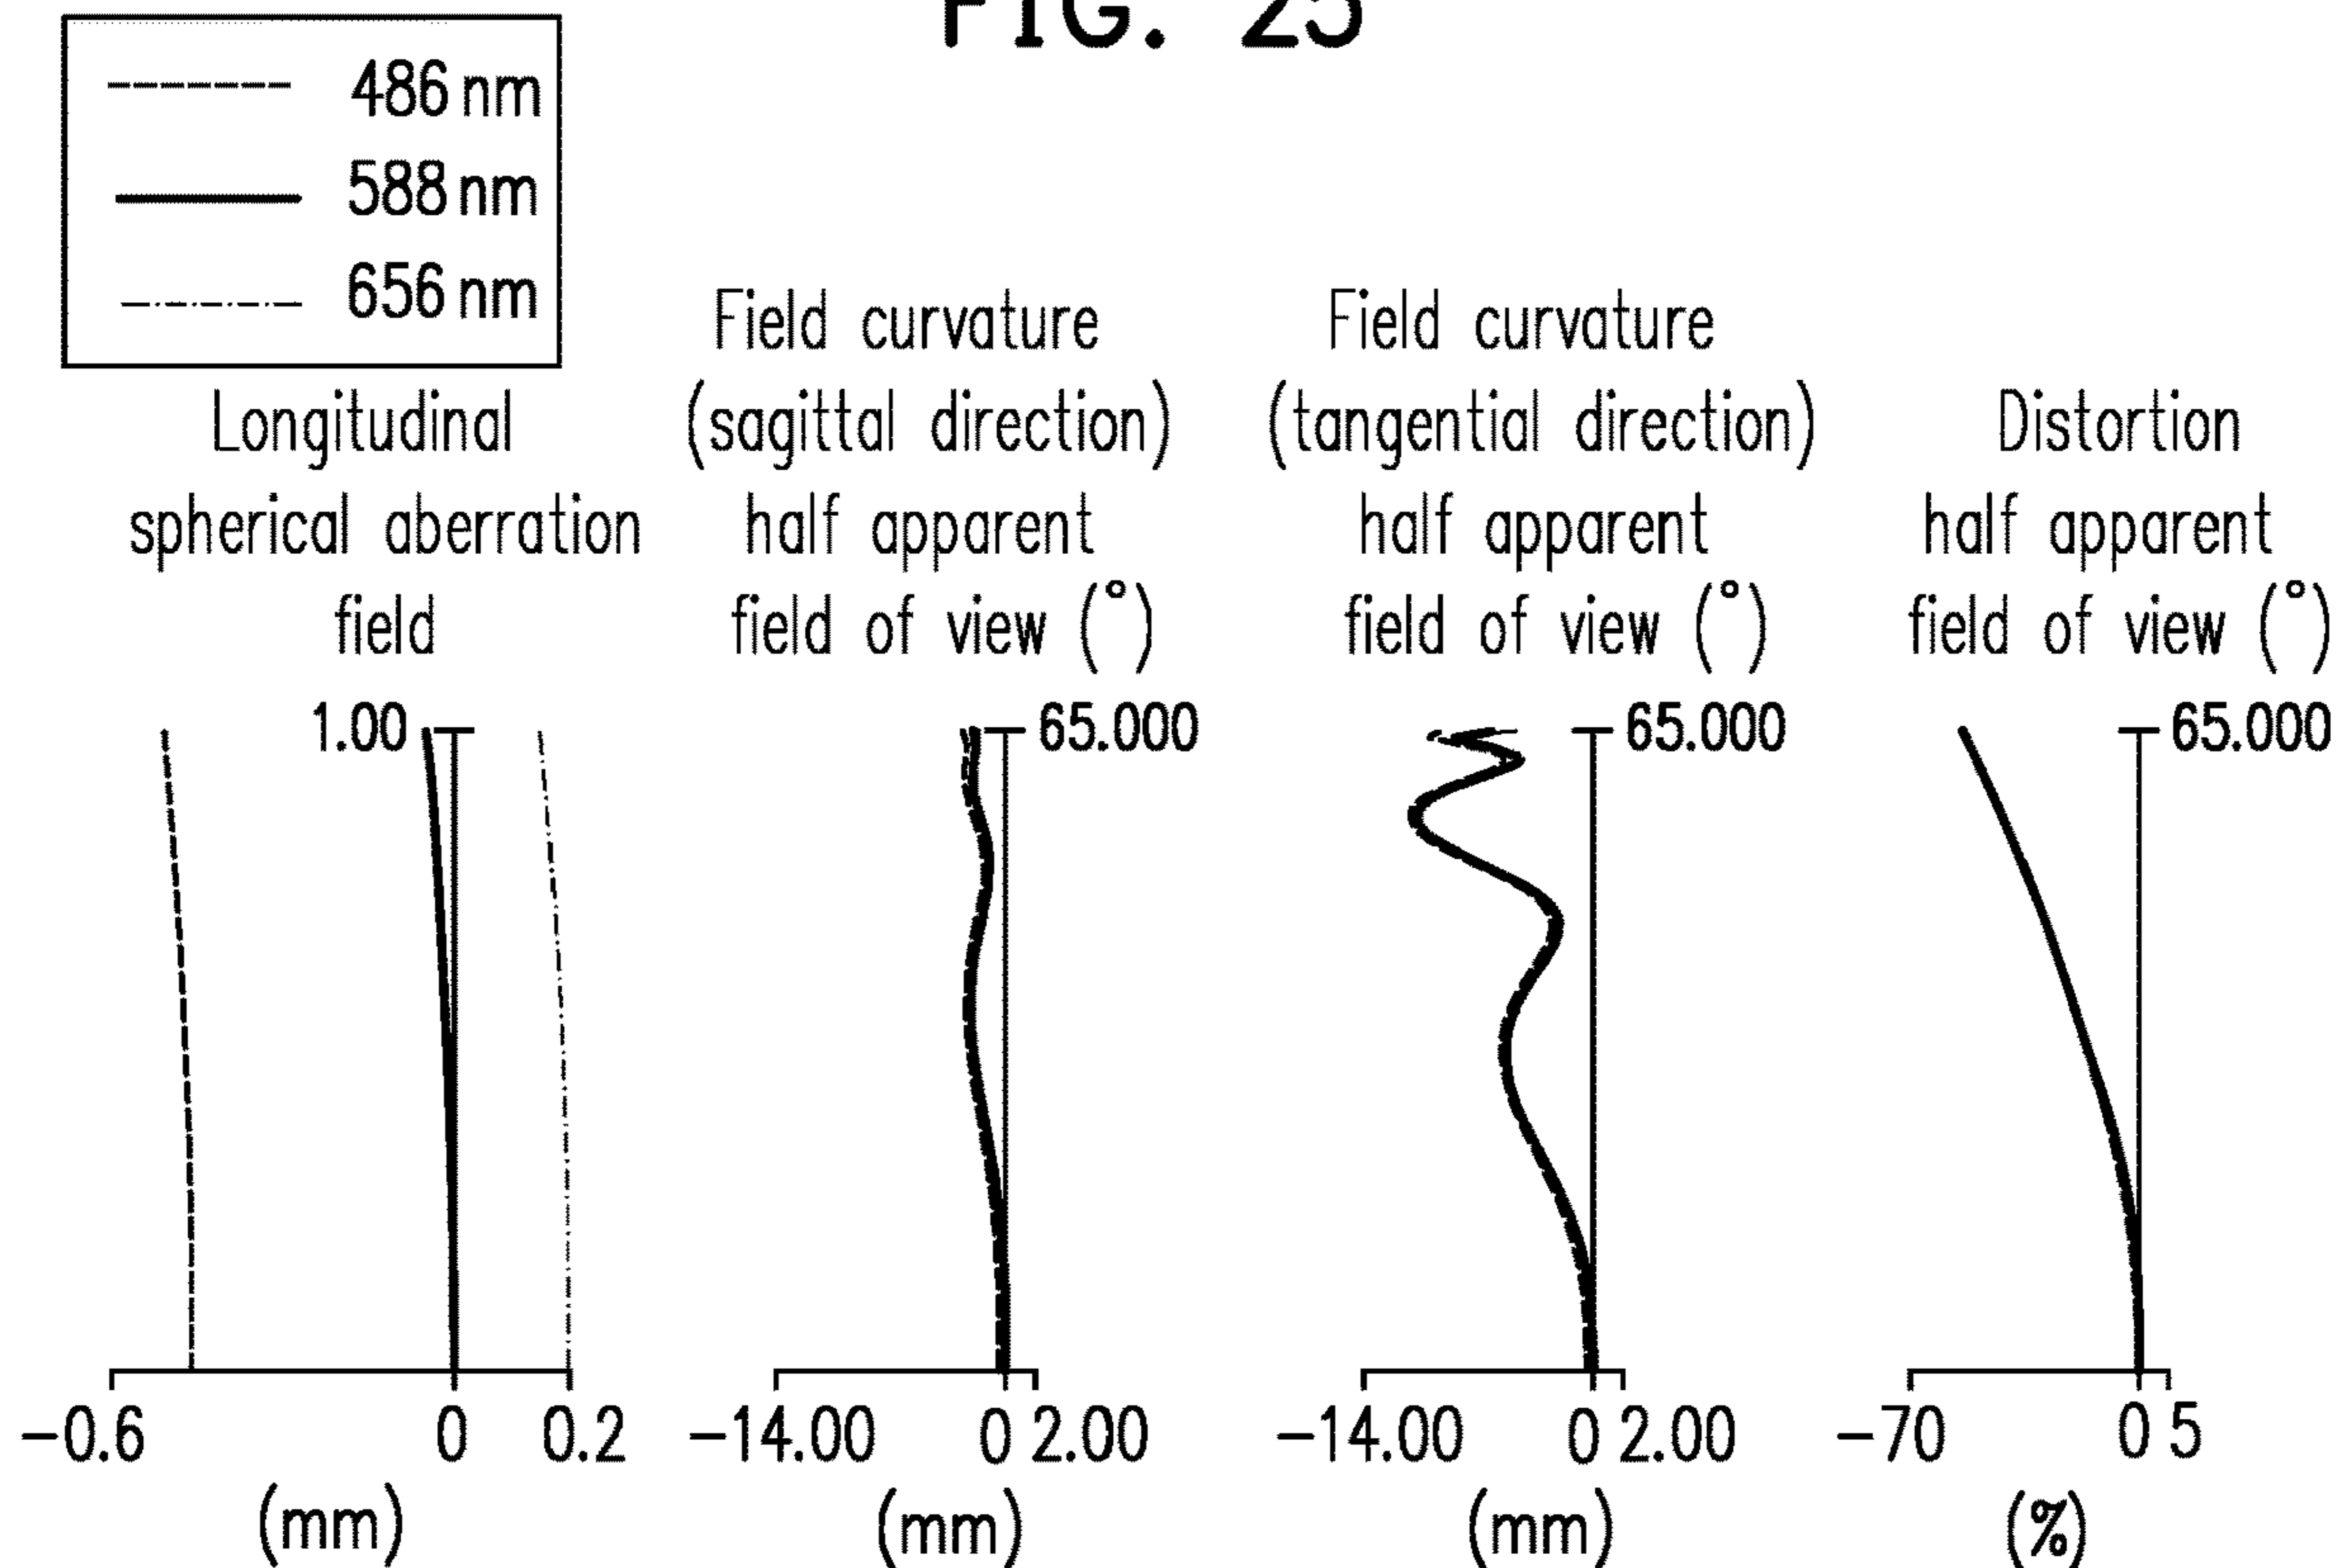 FIG. 25
486 nm
588 nm
656 nm
Longitudinal
spherical aberration
field
1.00
-0.6 0 0.2
(mm)
Field curvature
(sagittal direction)
half apparent
field of view (°)
65.000
-14.00 0 2.00
(mm)
Field curvature
(tangential direction)
half apparent
field of view (°)
65.000
-14.00 0 2.00
(mm)
Distortion
half apparent
field of view (°)
65.000
-70 0 5
(%)